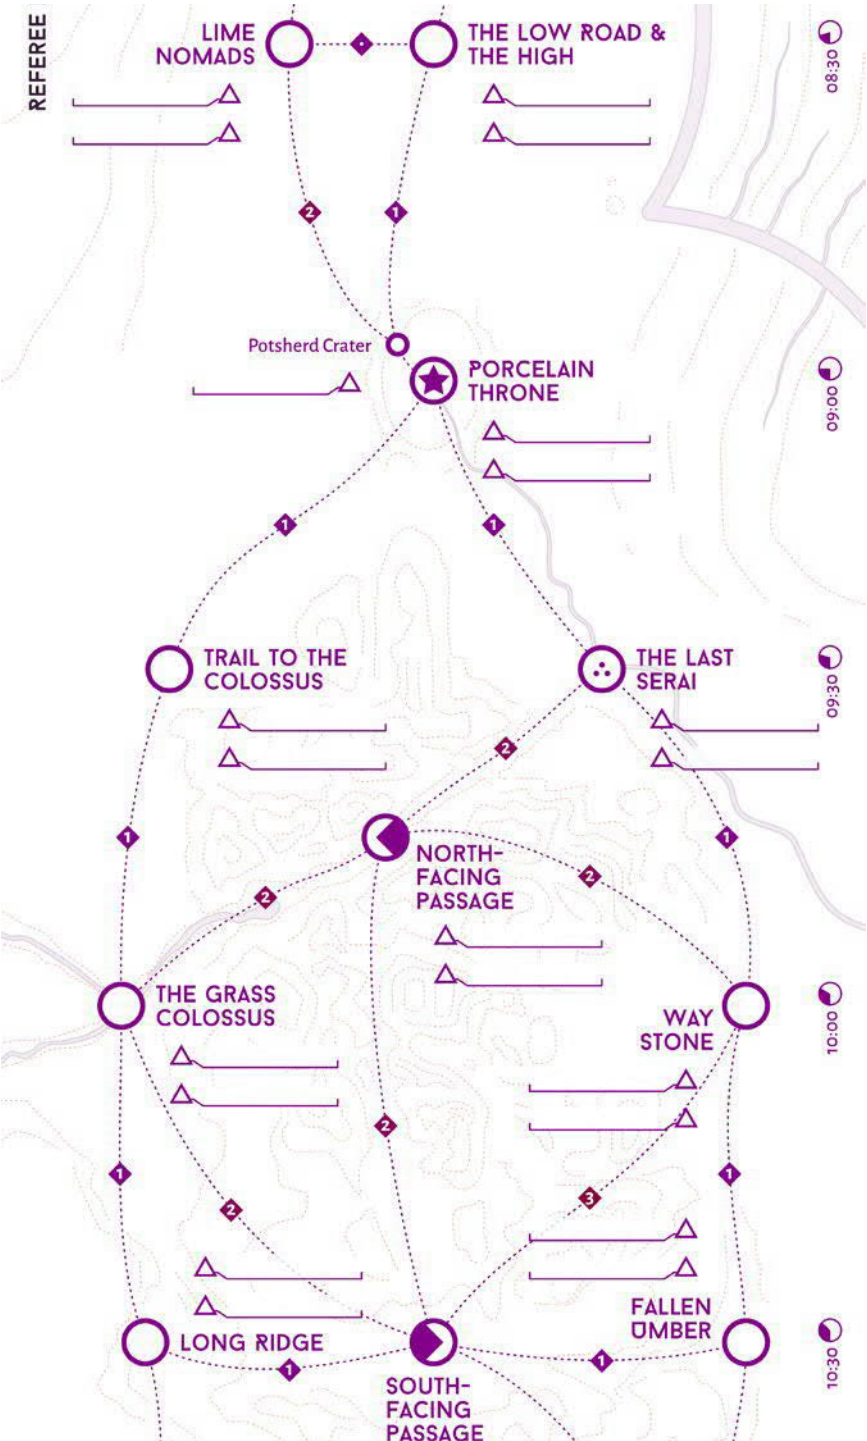 REFEREE
LIME
NOMADS
THE LOW ROAD &
THE HIGH
08:30
2
1
Potsherd Crater
PORCELAIN
THRONE
09:00
1
1
TRAIL TO THE
COLOSSUS
THE LAST
SERAI
09:30
2
1
1
NORTH-
FACING
PASSAGE
2
2
THE GRASS
COLOSSUS
WAY
STONE
10:00
2
1
1
3
2
FALLEN
UMBER
LONG RIDGE
10:30
1
1
SOUTH-
FACING
PASSAGE